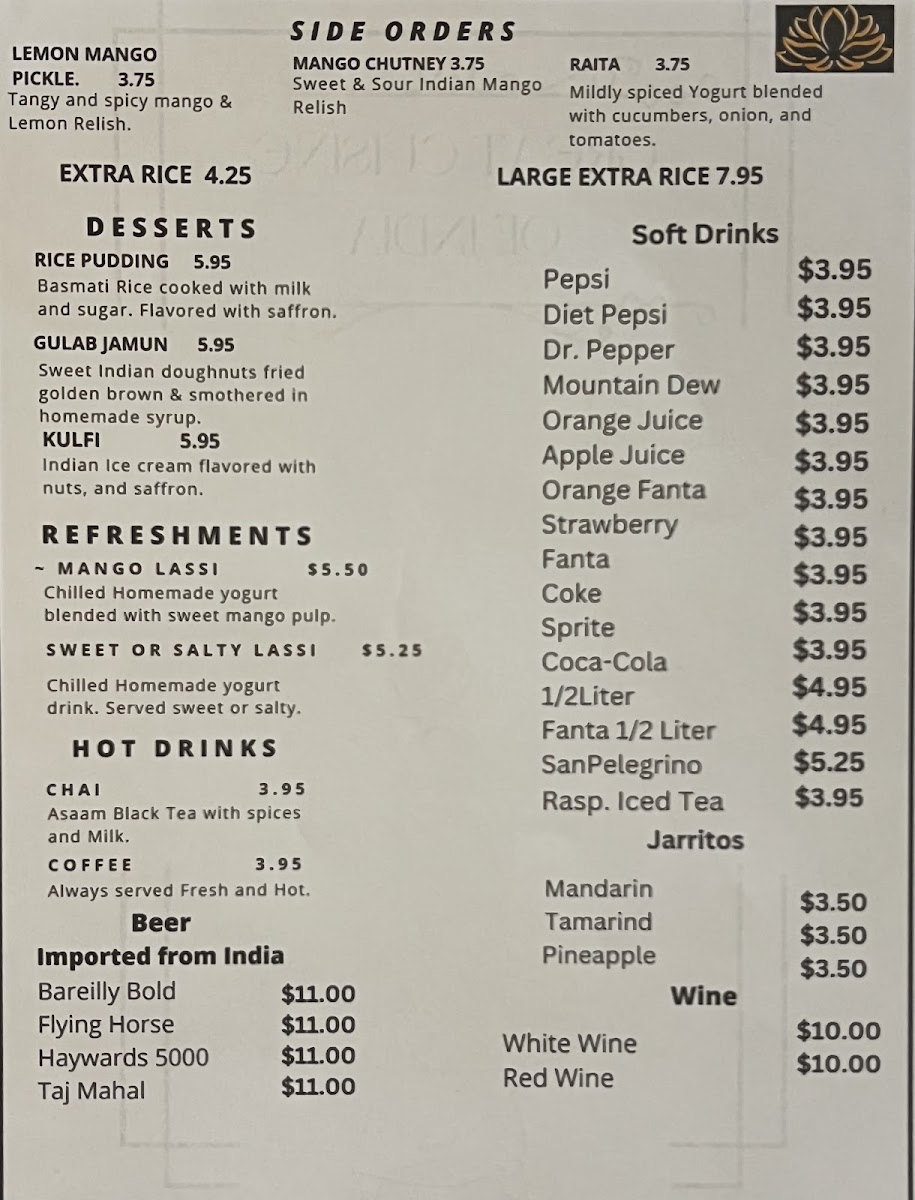 SIDE ORDERS
LEMON MANGO
PICKLE. 3.75
Tangy and spicy mango &
Lemon Relish.
MANGO CHUTNEY 3.75
Sweet & Sour Indian Mango
Relish
RAITA 3.75
Mildly spiced Yogurt blended
with cucumbers, onion, and
tomatoes.
EXTRA RICE 4.25
LARGE EXTRA RICE 7.95
DESSERTS
RICE PUDDING 5.95
Basmati Rice cooked with milk
and sugar. Flavored with saffron.
GULAB JAMUN 5.95
Sweet Indian doughnuts fried
golden brown & smothered in
homemade syrup.
KULFI 5.95
Indian Ice cream flavored with
nuts, and saffron.
REFRESHMENTS
~ MANGO LASSI $5.50
Chilled Homemade yogurt
blended with sweet mango pulp.
SWEET OR SALTY LASSI $5.25
Chilled Homemade yogurt
drink. Served sweet or salty.
HOT DRINKS
CHAI 3.95
Asaam Black Tea with spices
and Milk.
COFFEE 3.95
Always served Fresh and Hot.
Beer
Imported from India
Bareilly Bold $11.00
Flying Horse $11.00
Haywards 5000 $11.00
Taj Mahal $11.00
Soft Drinks
Pepsi $3.95
Diet Pepsi $3.95
Dr. Pepper $3.95
Mountain Dew $3.95
Orange Juice $3.95
Apple Juice $3.95
Orange Fanta $3.95
Strawberry $3.95
Fanta $3.95
Coke $3.95
Sprite $3.95
Coca-Cola $4.95
1/2Liter $4.95
Fanta 1/2 Liter $5.25
SanPelegrino $3.95
Rasp. Iced Tea
Jarritos
Mandarin $3.50
Tamarind $3.50
Pineapple $3.50
Wine
White Wine $10.00
Red Wine $10.00